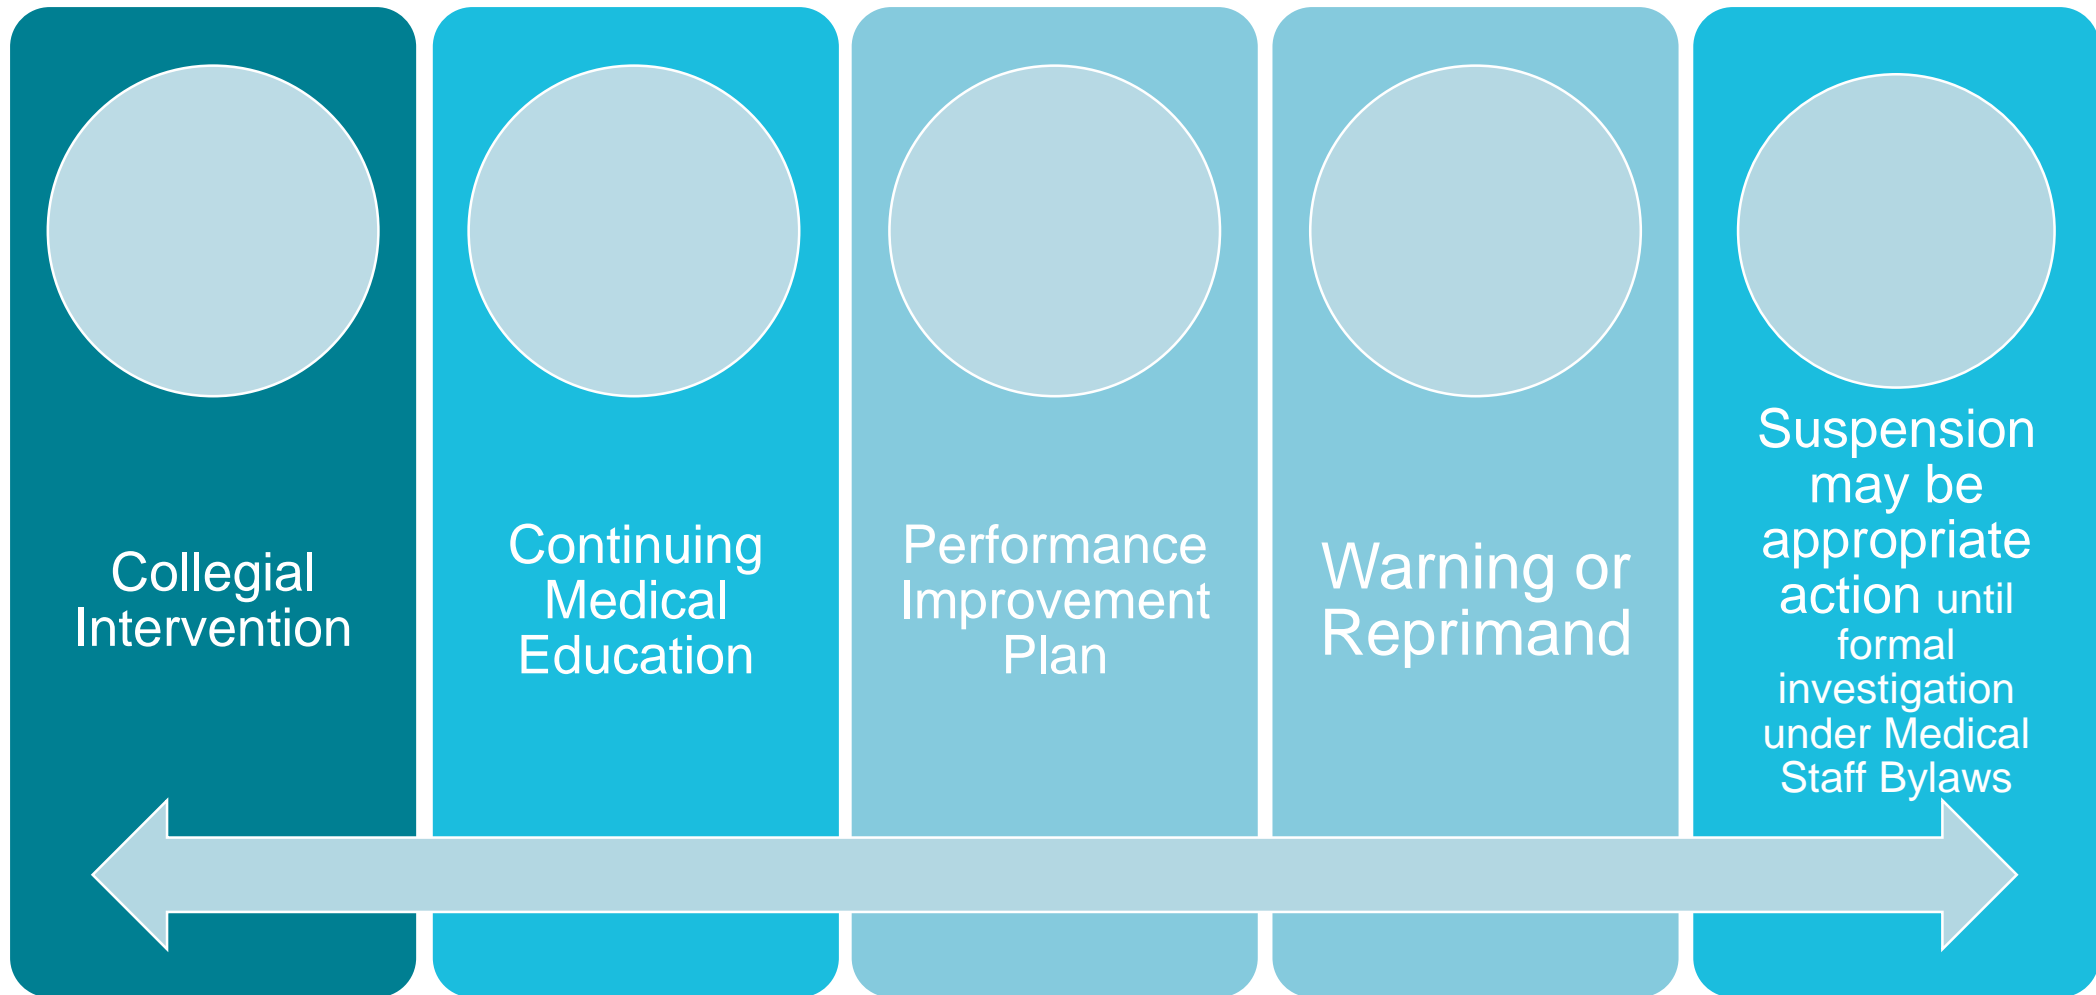 Collegial
Intervention
Continuing
Medical
Education
Performance
Improvement
Plan
Warning or
Reprimand
Suspension
may be
appropriate
action until
formal
investigation
under Medical
Staff Bylaws